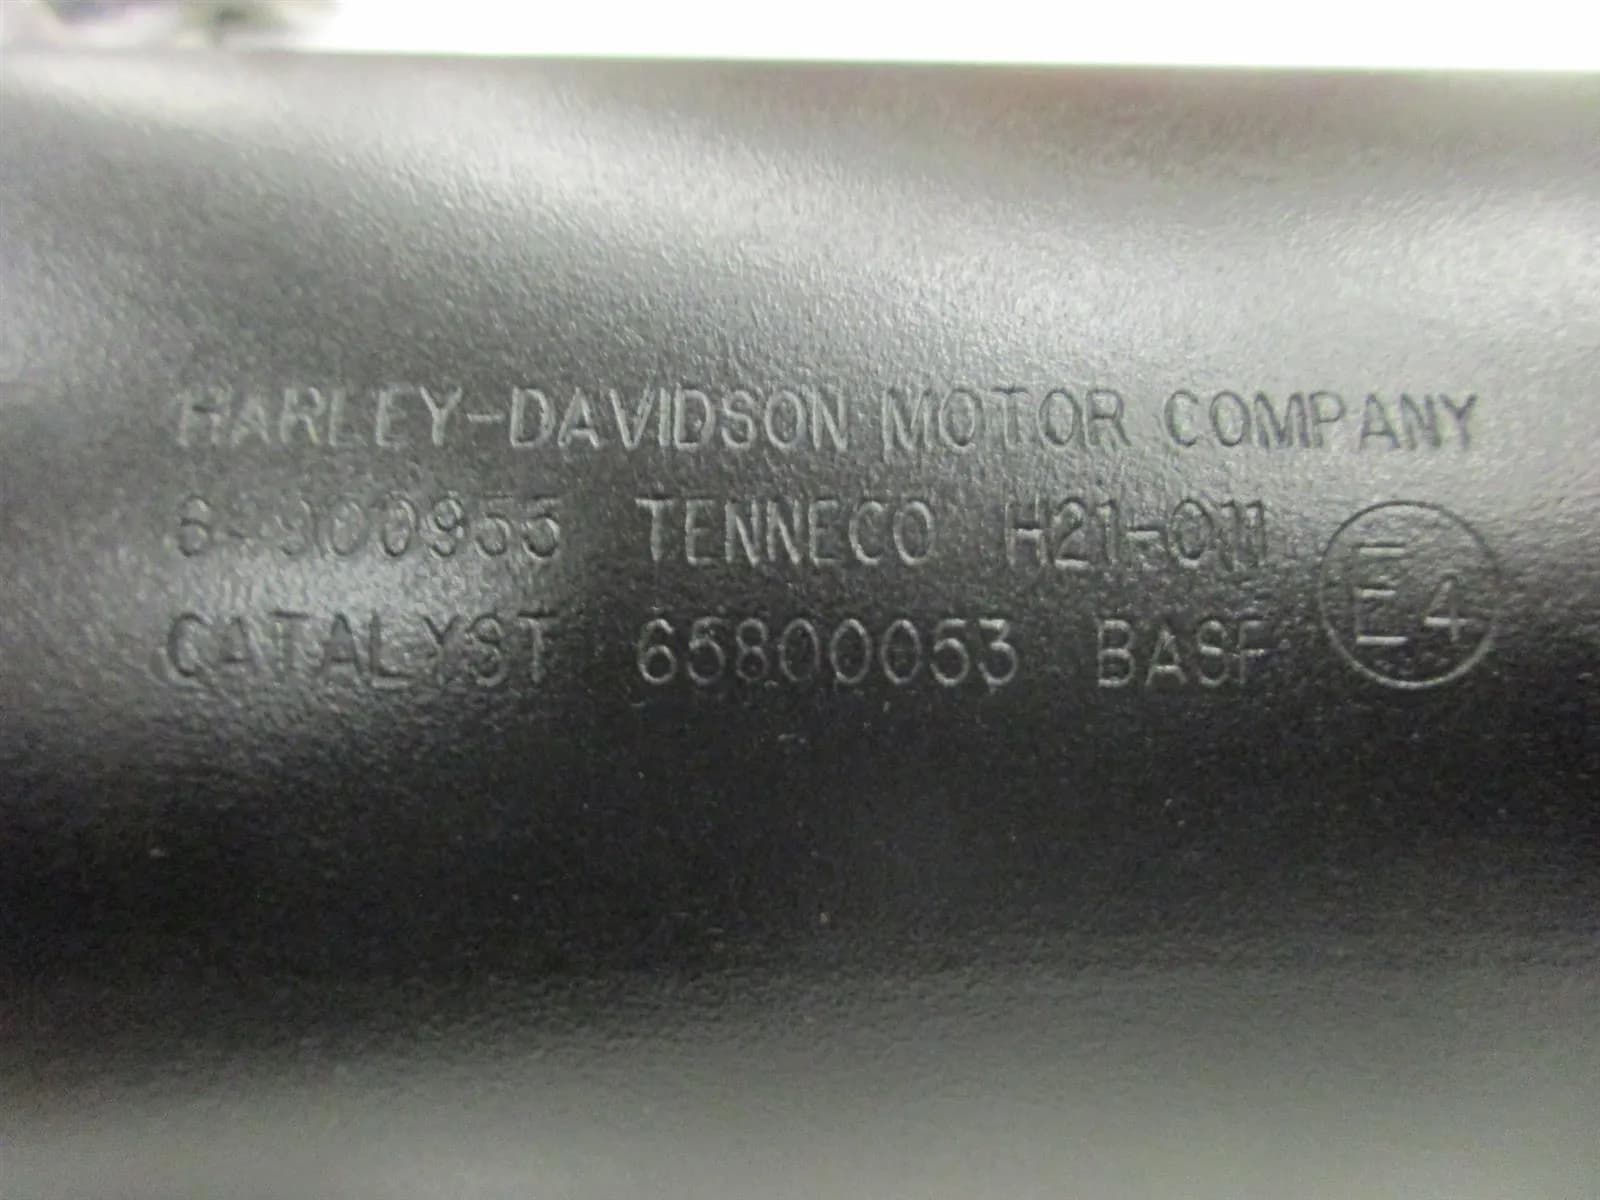 HARLEY-DAVIDSON MOTOR COMPANY
TENNECO H21-011
CATALYST 65800053 BASF
E4